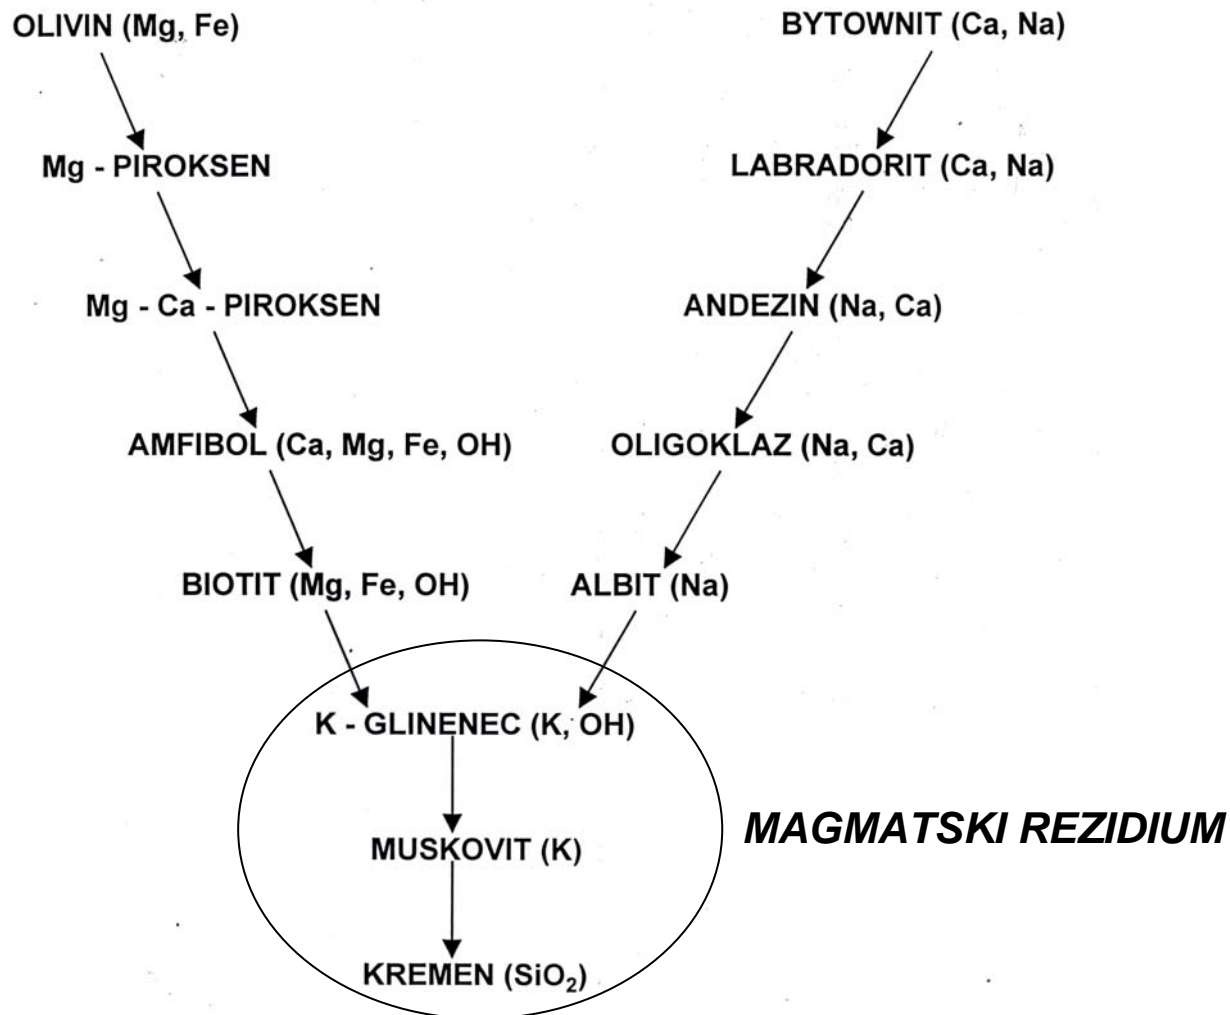 OLIVIN (Mg, Fe)
BYTOWNIT (Ca, Na)
Mg - PIROKSEN
LABRADORIT (Ca, Na)
Mg - Ca - PIROKSEN
ANDEZIN (Na, Ca)
AMFIBOL (Ca, Mg, Fe, OH)
OLIGOKLAZ (Na, Ca)
BIOTIT (Mg, Fe, OH)
ALBIT (Na)
K - GLINENEC (K, OH)
MAGMATSKI REZIDIUM
MUSKOVIT (K)
KREMEN (SiO₂)